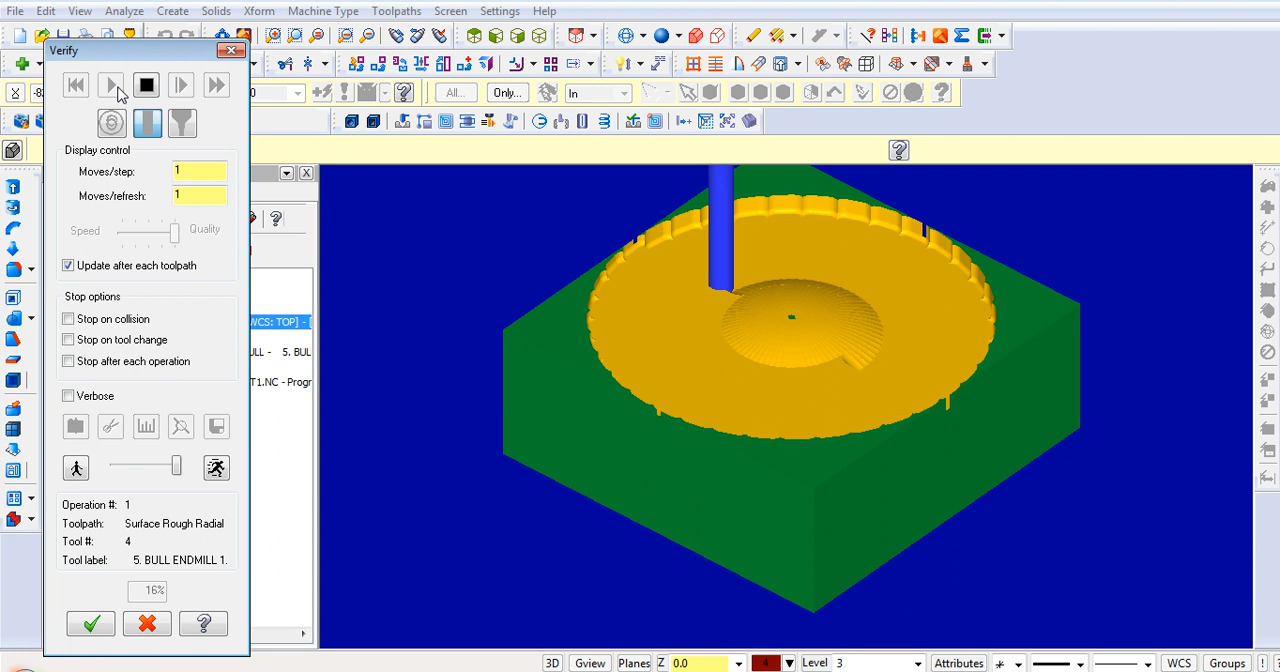 File Edit View Analyze Create Solids Xform Machine Type Toolpaths Screen Settings Help
Verify
0
All... Only... In
Display control
Moves/step: 1
Moves/refresh: 1
Speed Quality
Update after each toolpath
Stop options
Stop on collision
Stop on tool change
Stop after each operation
WCS: TOP] - [
ULL - 5. BUL
T1.NC - Progr
Verbose
Operation #: 1
Toolpath: Surface Rough Radial
Tool #: 4
Tool label: 5. BULL ENDMILL 1.
16%
3D Gview Planes Z 0.0 4 Level 3 Attributes WCS Groups